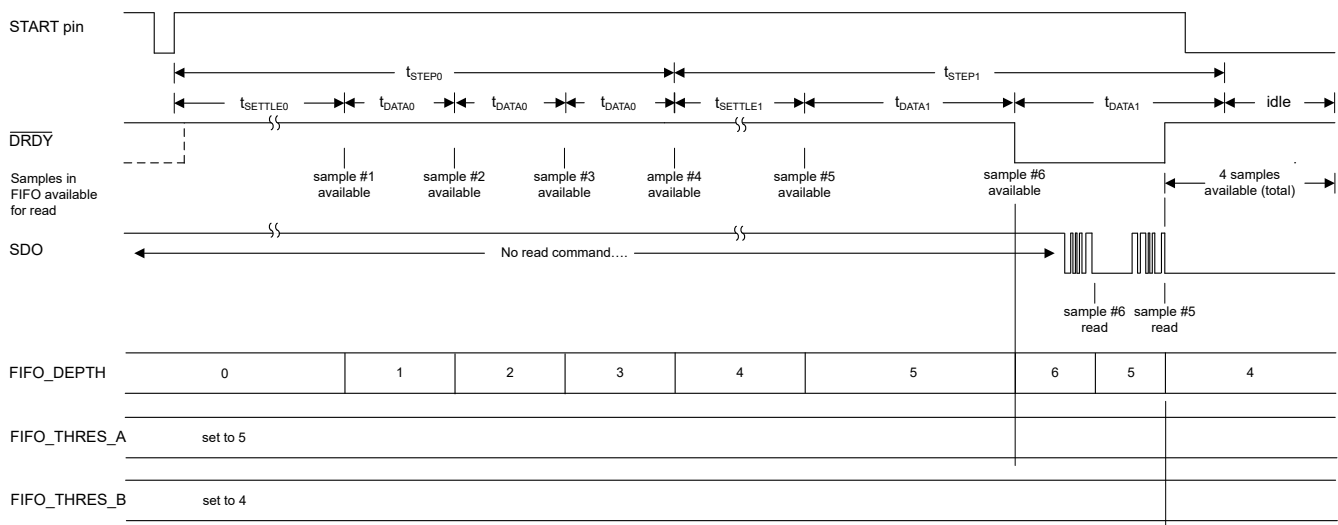 START pin
tSTEP0 tSTEP1
tSETTLE0 tDATA0 tDATA0 tDATA0 tSETTLE1 tDATA1 tDATA1 idle
DRDY
Samples in
FIFO available
for read
sample #1
available
sample #2
available
sample #3
available
ample #4
available
sample #5
available
sample #6
available
4 samples
available (total)
SDO
No read command....
sample #6
read
sample #5
read
FIFO_DEPTH 0 1 2 3 4 5 6 5 4
FIFO_THRES_A set to 5
FIFO_THRES_B set to 4